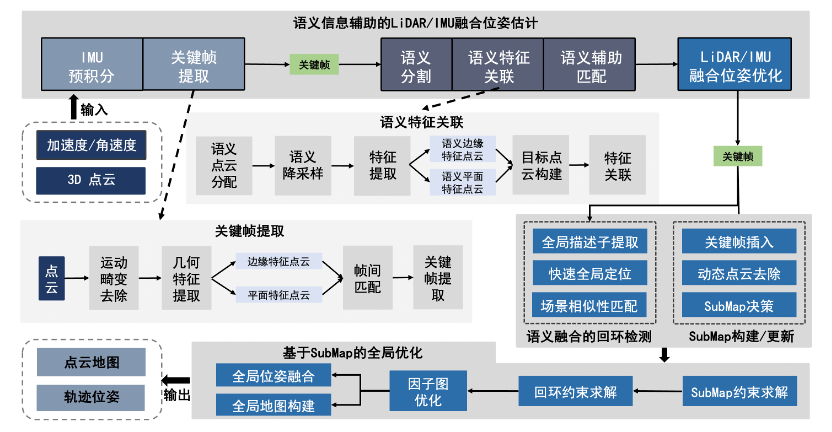 语义信息辅助的LiDAR/IMU融合位姿估计
IMU
预积分
关键帧
提取
关键帧
语义
分割
语义特征
关联
语义辅助
匹配
LiDAR/IMU
融合位姿优化
输入
加速度/角速度
3D 点云
语义特征关联
语义
点云
分配
语义
降采样
特征
提取
语义边缘
特征点云
语义平面
特征点云
目标点
云构建
特征
关联
关键帧
关键帧提取
点
云
运动
畸变
去除
几何
特征
提取
边缘特征点云
平面特征点云
帧间
匹配
关键
帧提
取
全局描述子提取
快速全局定位
场景相似性匹配
语义融合的回环检测
关键帧插入
动态点云去除
SubMap决策
SubMap构建/更新
基于SubMap的全局优化
点云地图
轨迹位姿
输出
全局位姿融合
全局地图构建
因子图
优化
回环约束求解
SubMap约束求解